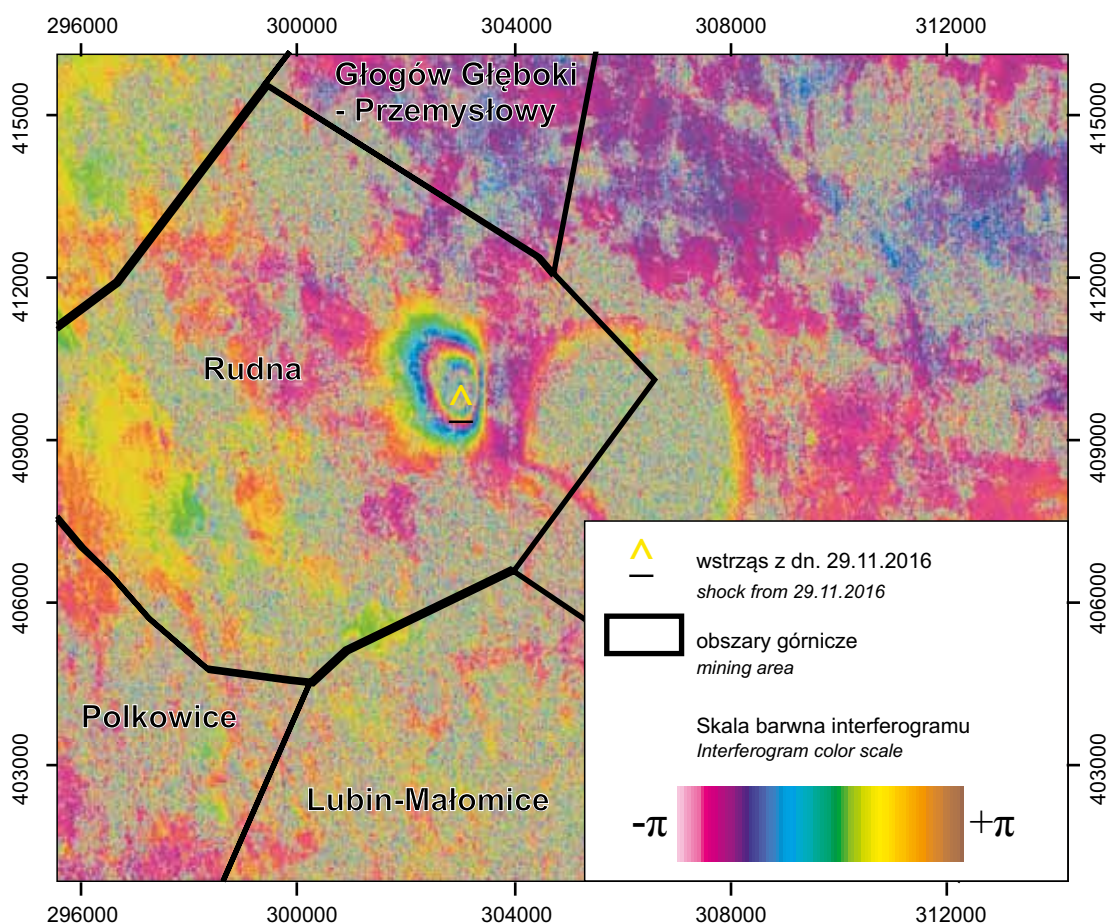 296000 300000 304000 308000 312000
Głogów Głęboki
- Przemysłowy
415000 415000
412000 412000
Rudna
409000 409000
wstrząs z dn. 29.11.2016
shock from 29.11.2016
406000 406000
obszary górnicze
mining area
Polkowice
Skala barwna interferogramu
Interferogram color scale
403000 403000
Lubin-Małomice
-π +π
296000 300000 304000 308000 312000